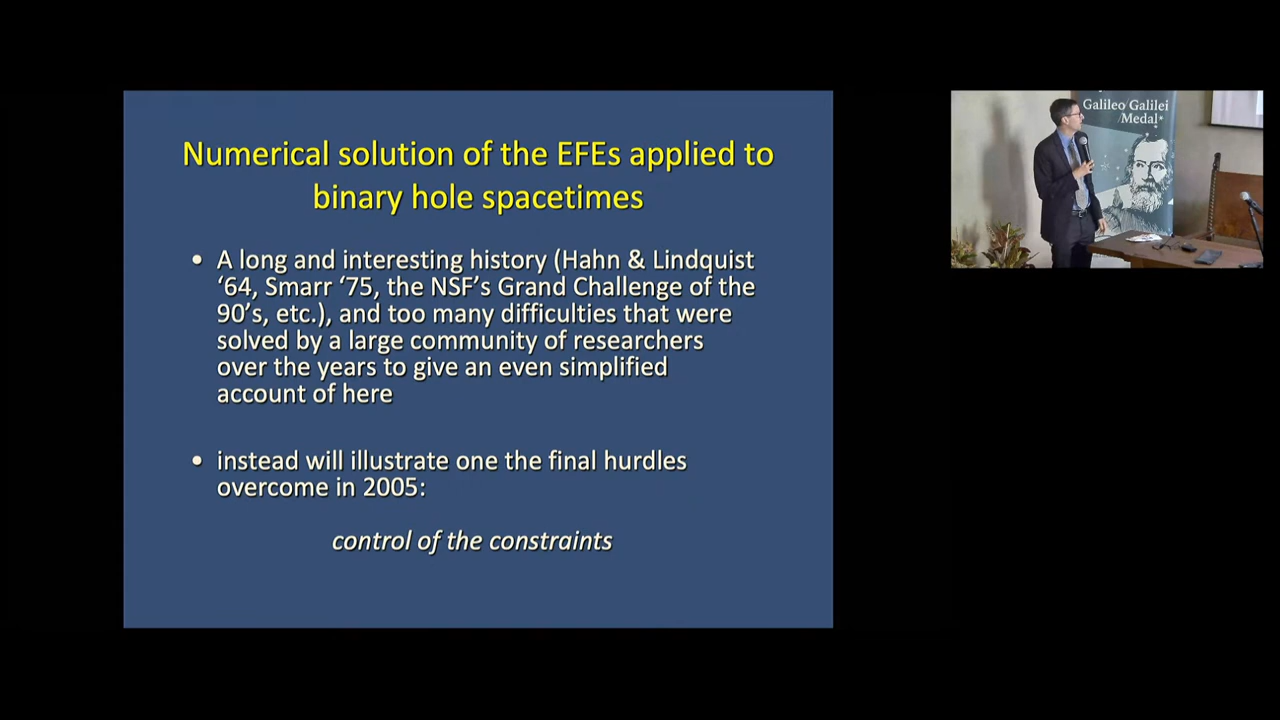 Numerical solution of the EFEs applied to
binary hole spacetimes
• A long and interesting history (Hahn & Lindquist
‘64, Smarr ‘75, the NSF’s Grand Challenge of the
90’s, etc.), and too many difficulties that were
solved by a large community of researchers
over the years to give an even simplified
account of here
• instead will illustrate one the final hurdles
overcome in 2005:
control of the constraints
Galileo Galilei
Medal